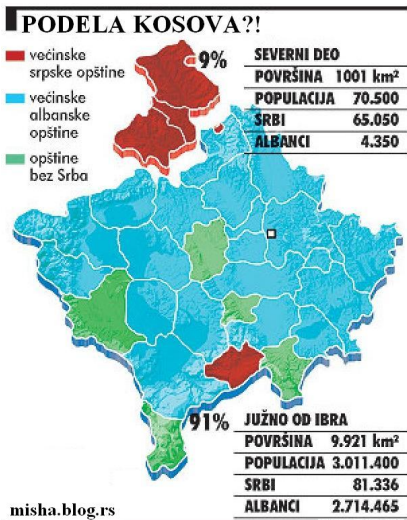 PODELA KOSOVA?!
većinske
srpske opštine
većinske
albanske
opštine
opštine
bez Srba
9%
SEVERNI DEO
POVRŠINA 1001 km²
POPULACIJA 70.500
SRBI 65.050
ALBANCI 4.350
91%
JUŽNO OD IBRA
POVRŠINA 9.921 km²
POPULACIJA 3.011.400
SRBI 81.336
ALBANCI 2.714.465
misha.blog.rs